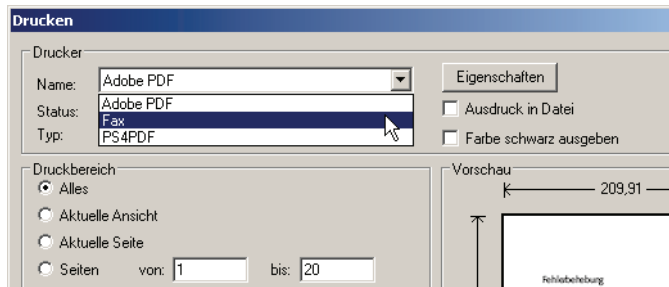 Drucken
Drucker
Name: Adobe PDF Eigenschaften
Status: Adobe PDF Ausdruck in Datei
Fax
Typ: PS4PDF Farbe schwarz ausgeben
Druckbereich Vorschau
Alles 209,91
Aktuelle Ansicht
Aktuelle Seite
Seiten von: 1 bis: 20
Fehlerbehebung